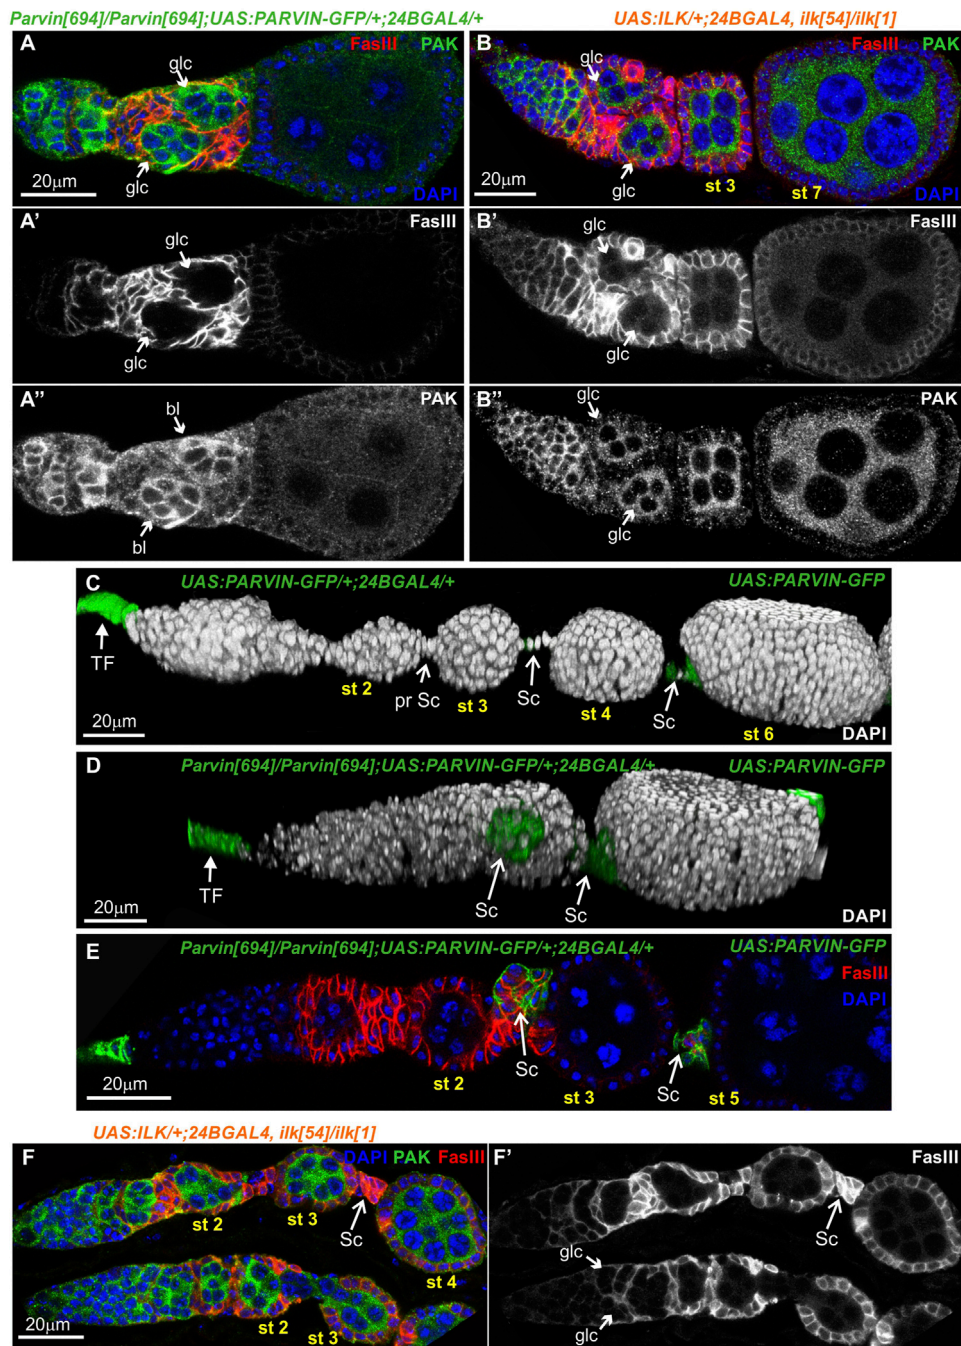 Parvin[694]/Parvin[694];UAS:PARVIN-GFP/+;24BGAL4/+
UAS:ILK/+;24BGAL4, ilk[54]/ilk[1]
A
FasIII PAK
glc
glc
20µm
DAPI
B
FasIII PAK
glc
glc
st 3
st 7
20µm
DAPI
A'
FasIII
glc
glc
B'
FasIII
glc
glc
A"
PAK
bl
bl
B"
PAK
glc
glc
C
UAS:PARVIN-GFP/+;24BGAL4/+
UAS:PARVIN-GFP
TF
st 2
pr Sc
st 3
Sc
st 4
Sc
st 6
20µm
DAPI
D
Parvin[694]/Parvin[694];UAS:PARVIN-GFP/+;24BGAL4/+
UAS:PARVIN-GFP
TF
Sc
Sc
20µm
DAPI
E
Parvin[694]/Parvin[694];UAS:PARVIN-GFP/+;24BGAL4/+
UAS:PARVIN-GFP
FasIII
DAPI
st 2
Sc
st 3
Sc
st 5
20µm
UAS:ILK/+;24BGAL4, ilk[54]/ilk[1]
F
DAPI PAK FasIII
st 2
st 3
Sc
st 4
st 2
st 3
20µm
F'
FasIII
Sc
glc
glc